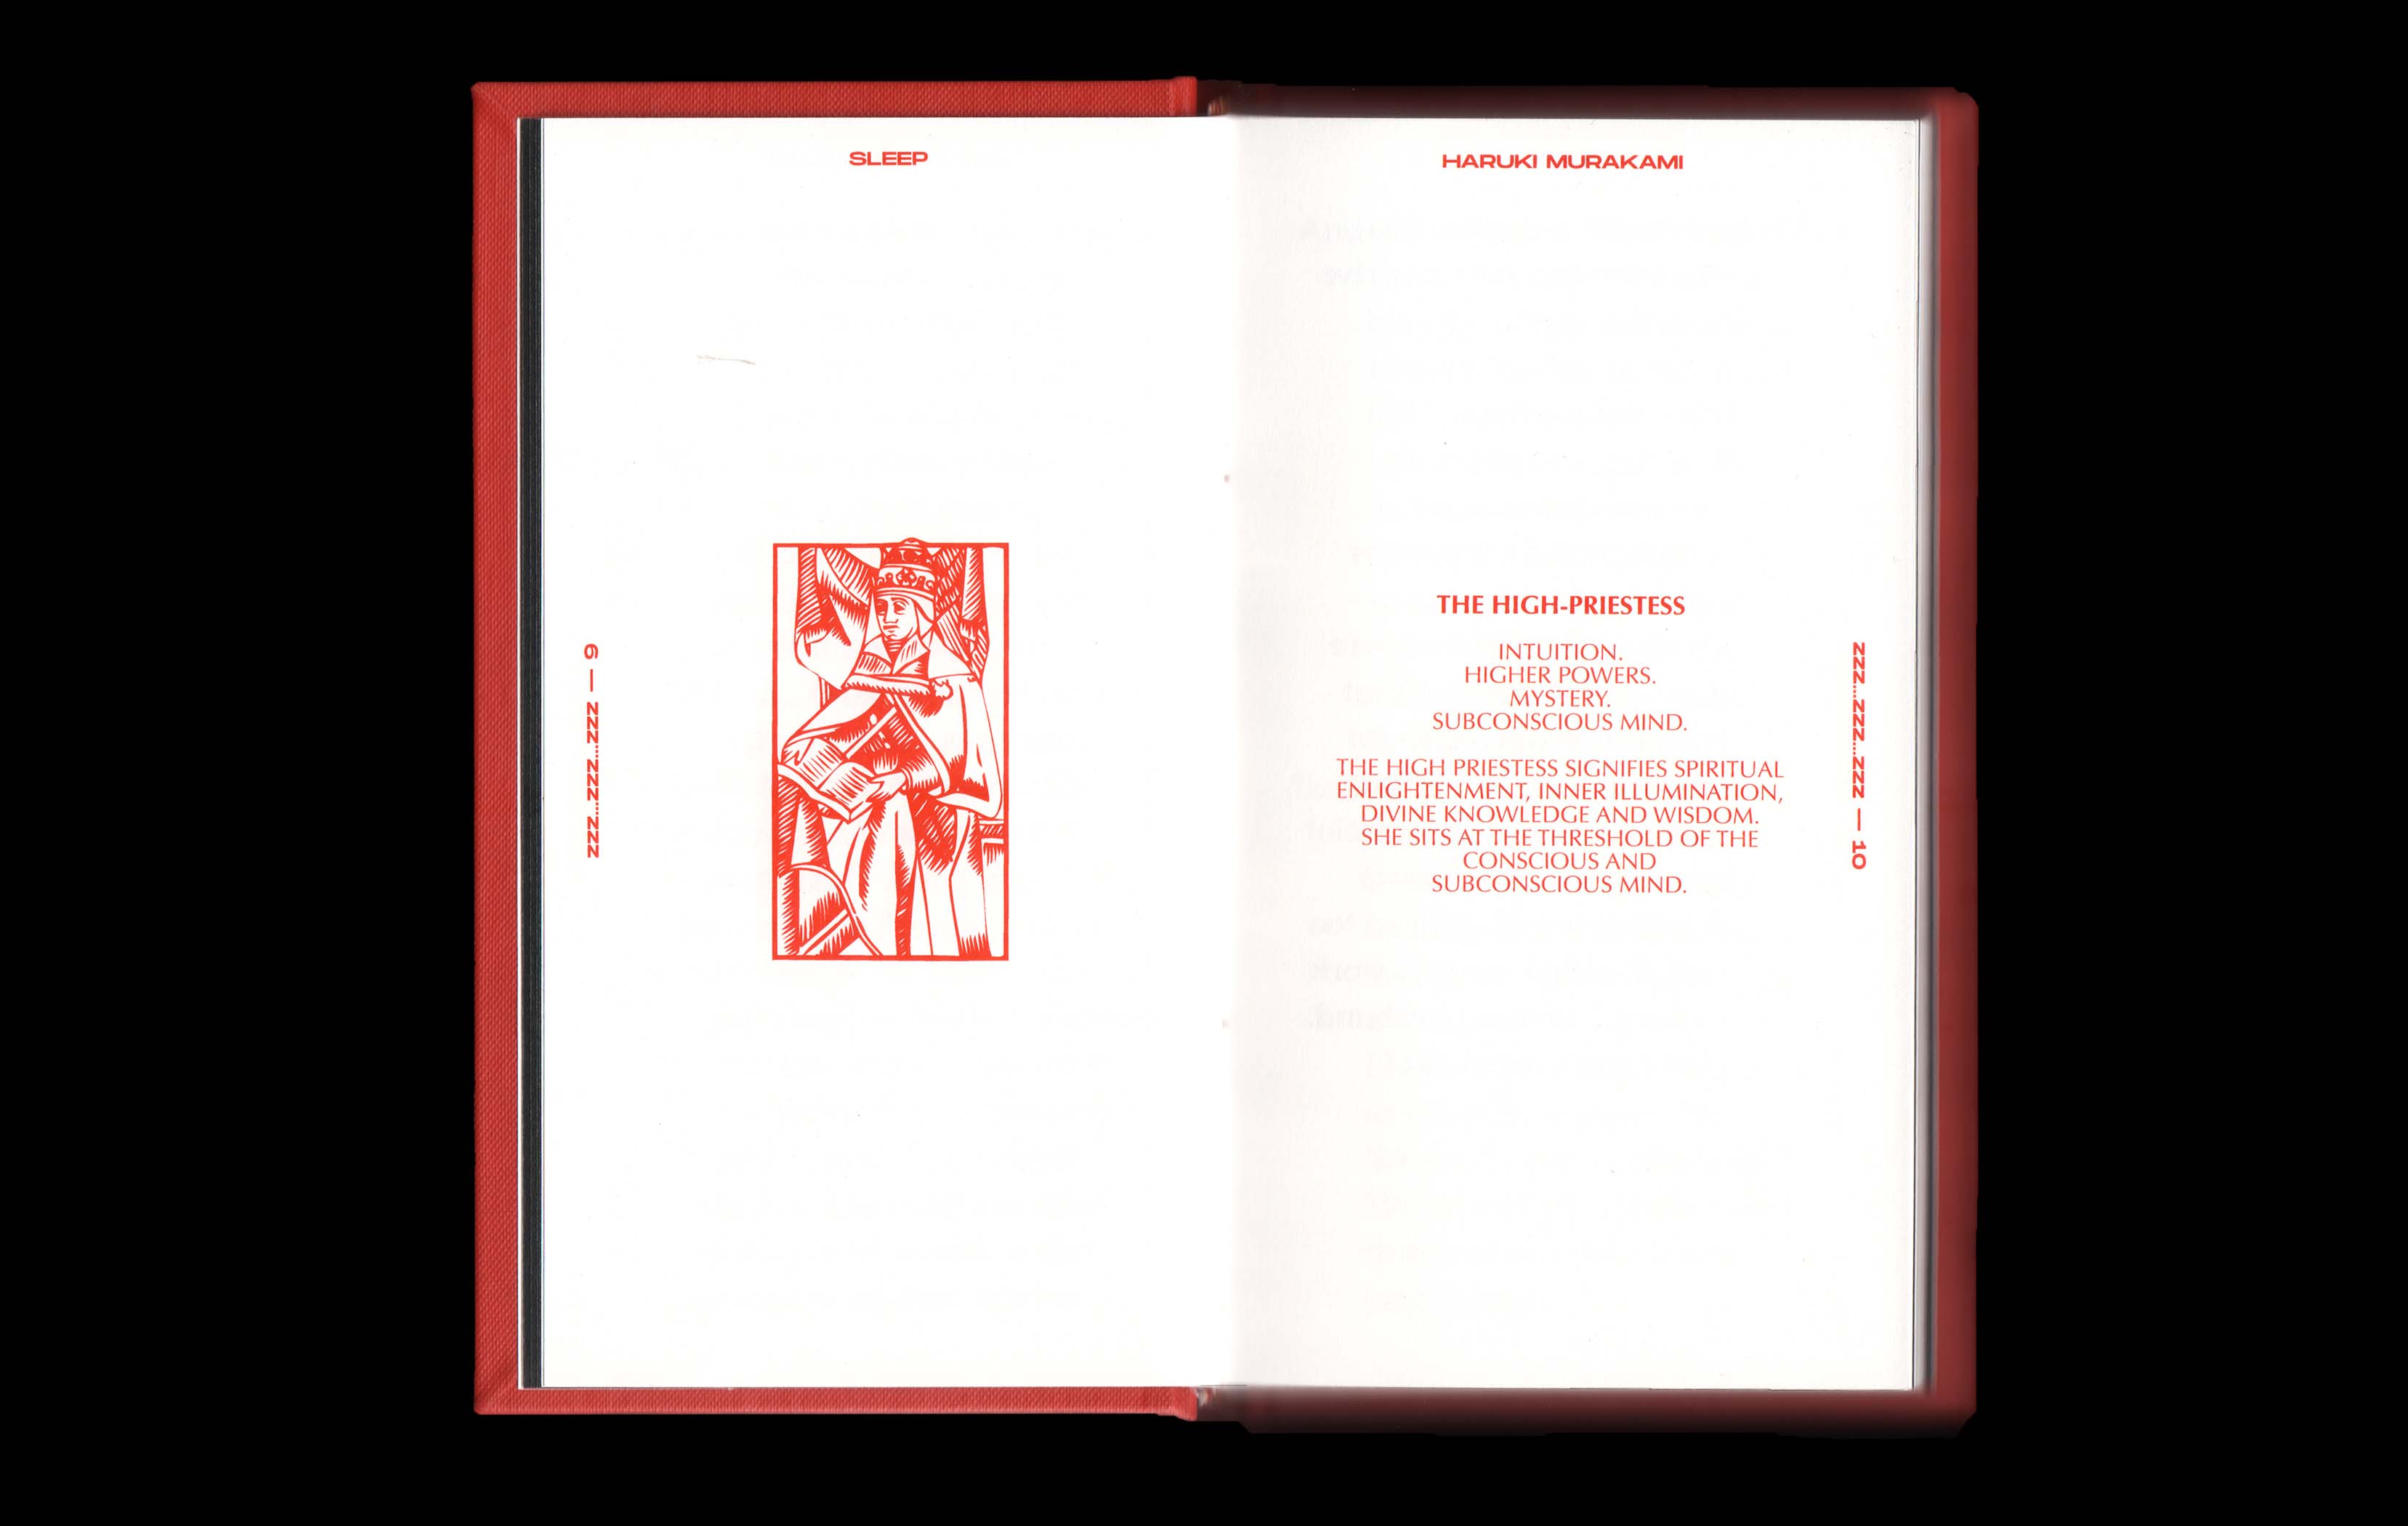 SLEEP
9 — ZZZ...ZZZ...ZZZ
HARUKI MURAKAMI
THE HIGH-PRIESTESS
INTUITION.
HIGHER POWERS.
MYSTERY.
SUBCONSCIOUS MIND.
THE HIGH PRIESTESS SIGNIFIES SPIRITUAL
ENLIGHTENMENT, INNER ILLUMINATION,
DIVINE KNOWLEDGE AND WISDOM.
SHE SITS AT THE THRESHOLD OF THE
CONSCIOUS AND
SUBCONSCIOUS MIND.
ZZZ...ZZZ...ZZZ — 10